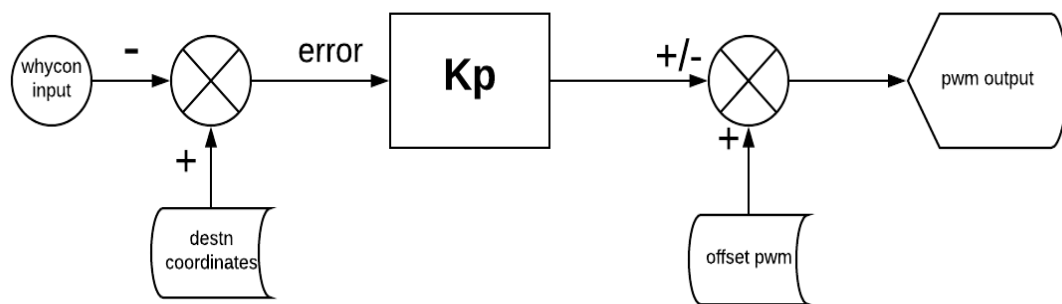 whycon
input
-
error
Kp
+/-
pwm output
+
+
destn
coordinates
offset pwm